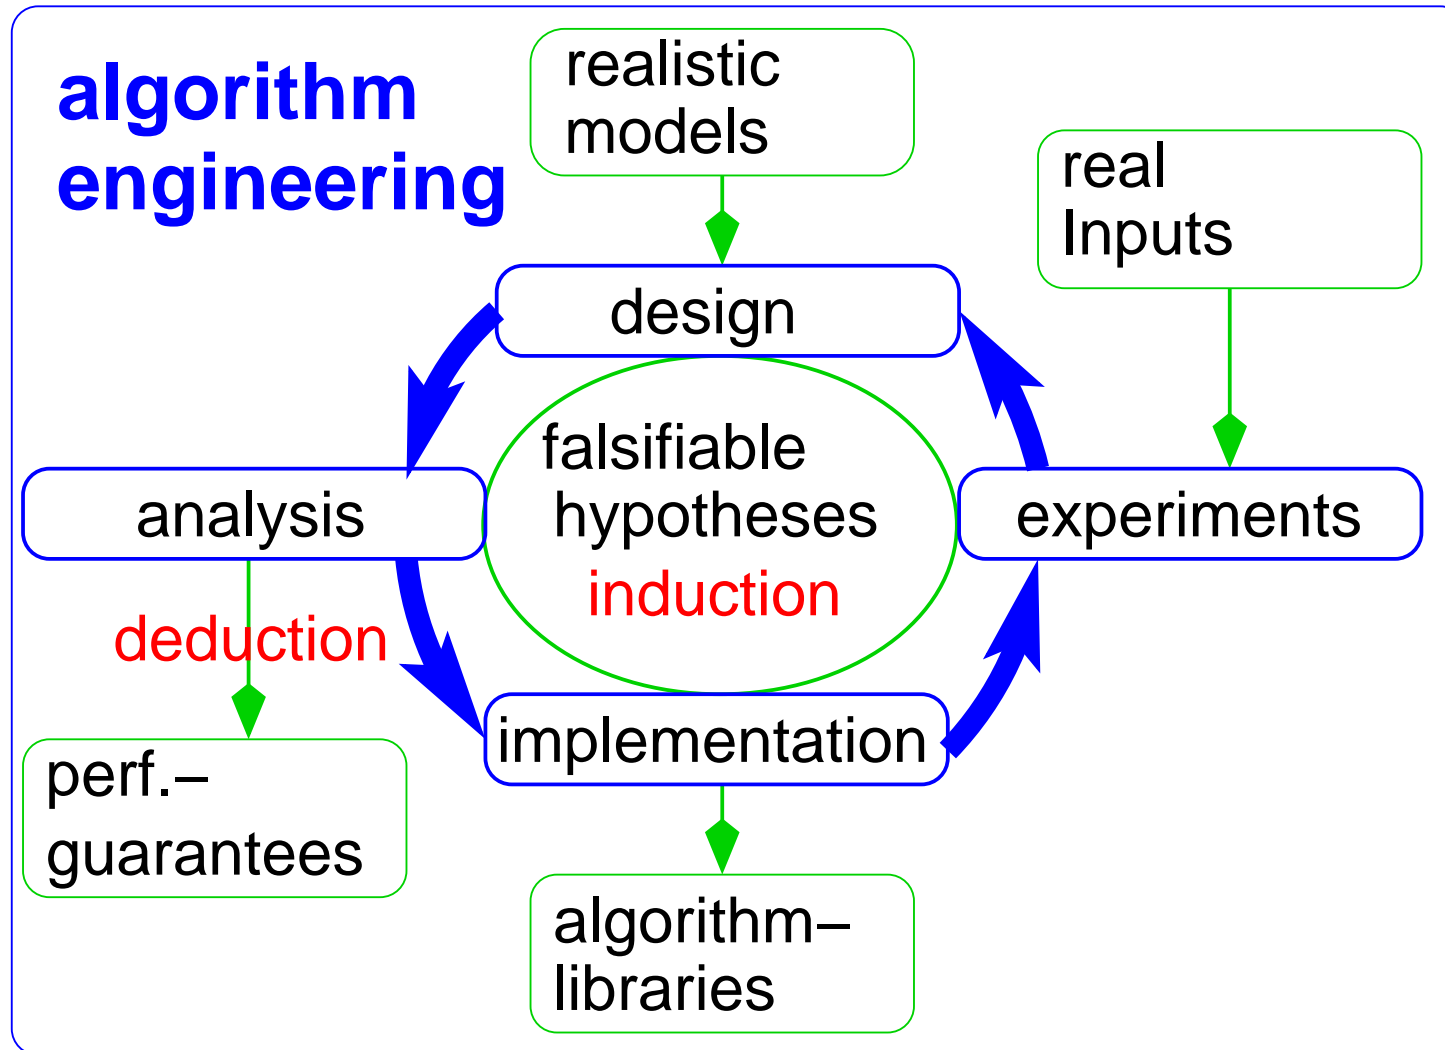 algorithm
engineering
realistic
models
real
Inputs
design
falsifiable
hypotheses
induction
analysis
experiments
deduction
implementation
perf.–
guarantees
algorithm–
libraries